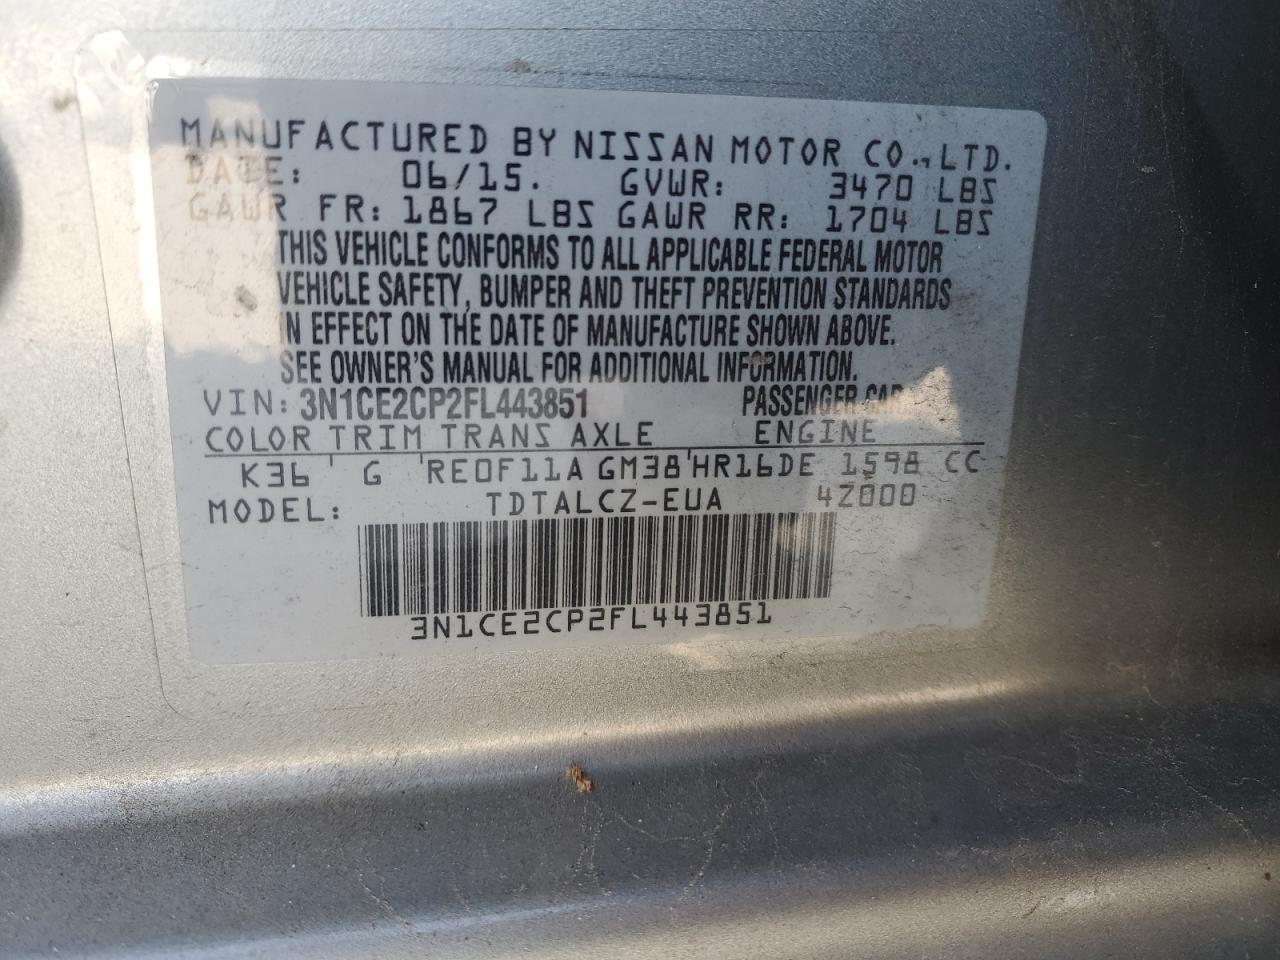 MANUFACTURED BY NISSAN MOTOR CO., LTD.
DATE: 06/15. GVWR: 3470 LBS
GAWR FR: 1867 LBS GAWR RR: 1704 LBS
THIS VEHICLE CONFORMS TO ALL APPLICABLE FEDERAL MOTOR
VEHICLE SAFETY, BUMPER AND THEFT PREVENTION STANDARDS
IN EFFECT ON THE DATE OF MANUFACTURE SHOWN ABOVE.
SEE OWNER'S MANUAL FOR ADDITIONAL INFORMATION.
VIN: 3N1CE2CP2FL443851 PASSENGER CAR
COLOR TRIM TRANS AXLE ENGINE
K36 G RE0F11A GM38 HR16DE 1598 CC
MODEL: TDTALCZ-EUA 4Z000
3N1CE2CP2FL443851